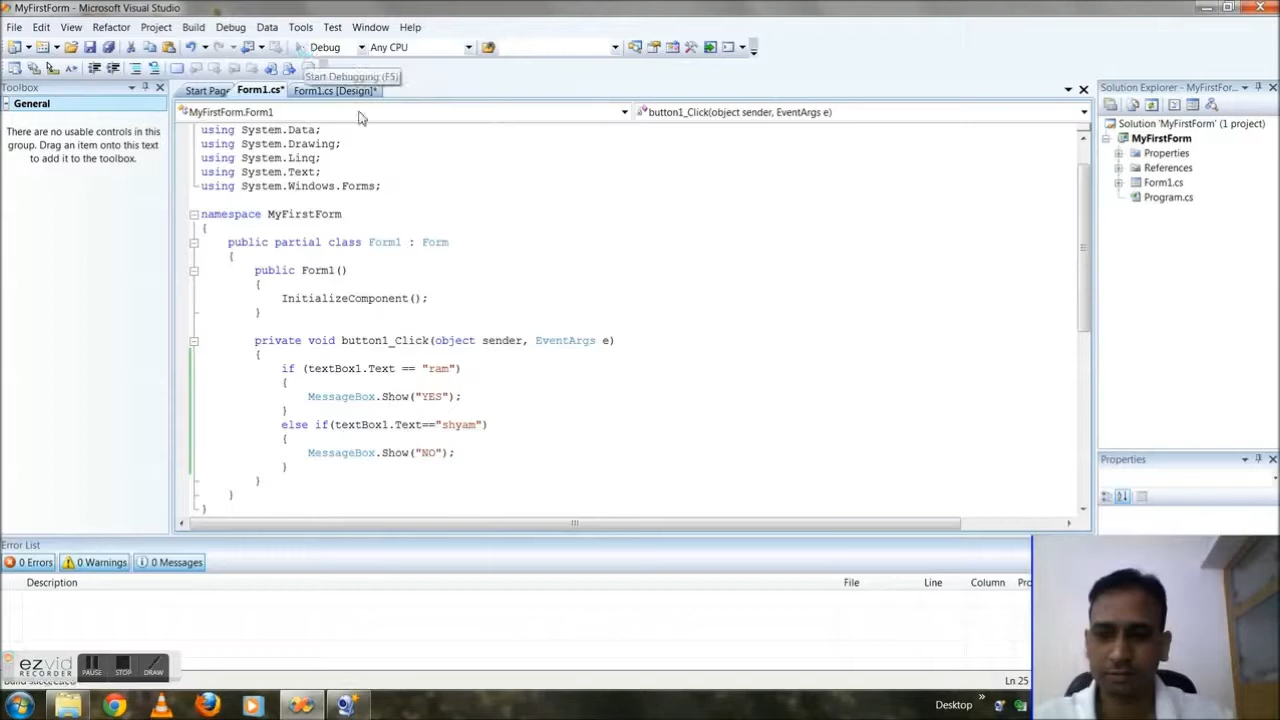 MyFirstForm - Microsoft Visual Studio
File Edit View Refactor Project Build Debug Data Tools Test Window Help
Debug Any CPU
Start Debugging (F5)
Toolbox
Start Page Form1.cs* Form1.cs [Design]*
Solution Explorer - MyFirstFor...
General
MyFirstForm.Form1 button1_Click(object sender, EventArgs e)
There are no usable controls in this
group. Drag an item onto this text
to add it to the toolbox.
Solution 'MyFirstForm' (1 project)
MyFirstForm
Properties
References
Form1.cs
Program.cs
using System.Data;
using System.Drawing;
using System.Linq;
using System.Text;
using System.Windows.Forms;
namespace MyFirstForm
{
public partial class Form1 : Form
{
public Form1()
{
InitializeComponent();
}
private void button1_Click(object sender, EventArgs e)
{
if (textBox1.Text == "ram")
{
MessageBox.Show("YES");
}
else if(textBox1.Text=="shyam")
{
MessageBox.Show("NO");
}
}
}
}
Properties
Error List
0 Errors 0 Warnings 0 Messages
Description File Line Column Pro
ezvid
RECORDER
PAUSE STOP DRAW
Ln 25
Desktop